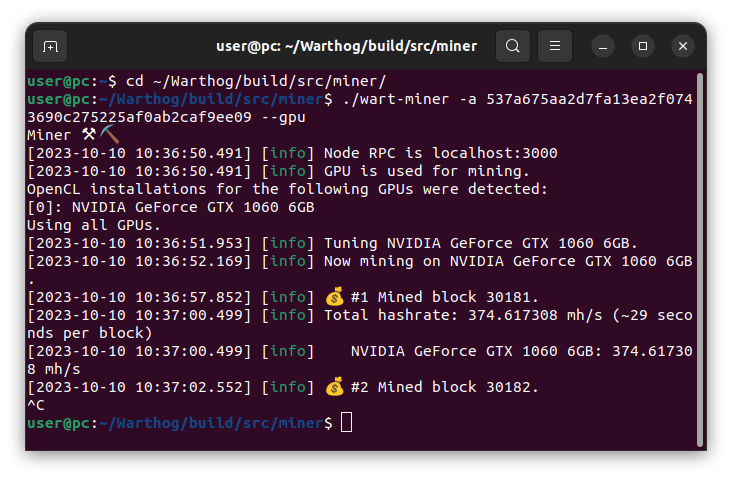 user@pc: ~/Warthog/build/src/miner
user@pc:~$ cd ~/Warthog/build/src/miner/
user@pc:~/Warthog/build/src/miner$ ./wart-miner -a 537a675aa2d7fa13ea2f074
3690c275225af0ab2caf9ee09 --gpu
Miner ⚒⛏
[2023-10-10 10:36:50.491] [info] Node RPC is localhost:3000
[2023-10-10 10:36:50.491] [info] GPU is used for mining.
OpenCL installations for the following GPUs were detected:
[0]: NVIDIA GeForce GTX 1060 6GB
Using all GPUs.
[2023-10-10 10:36:51.953] [info] Tuning NVIDIA GeForce GTX 1060 6GB.
[2023-10-10 10:36:52.169] [info] Now mining on NVIDIA GeForce GTX 1060 6GB
.
[2023-10-10 10:36:57.852] [info] 💰 #1 Mined block 30181.
[2023-10-10 10:37:00.499] [info] Total hashrate: 374.617308 mh/s (~29 seco
nds per block)
[2023-10-10 10:37:00.499] [info]    NVIDIA GeForce GTX 1060 6GB: 374.61730
8 mh/s
[2023-10-10 10:37:02.552] [info] 💰 #2 Mined block 30182.
^C
user@pc:~/Warthog/build/src/miner$